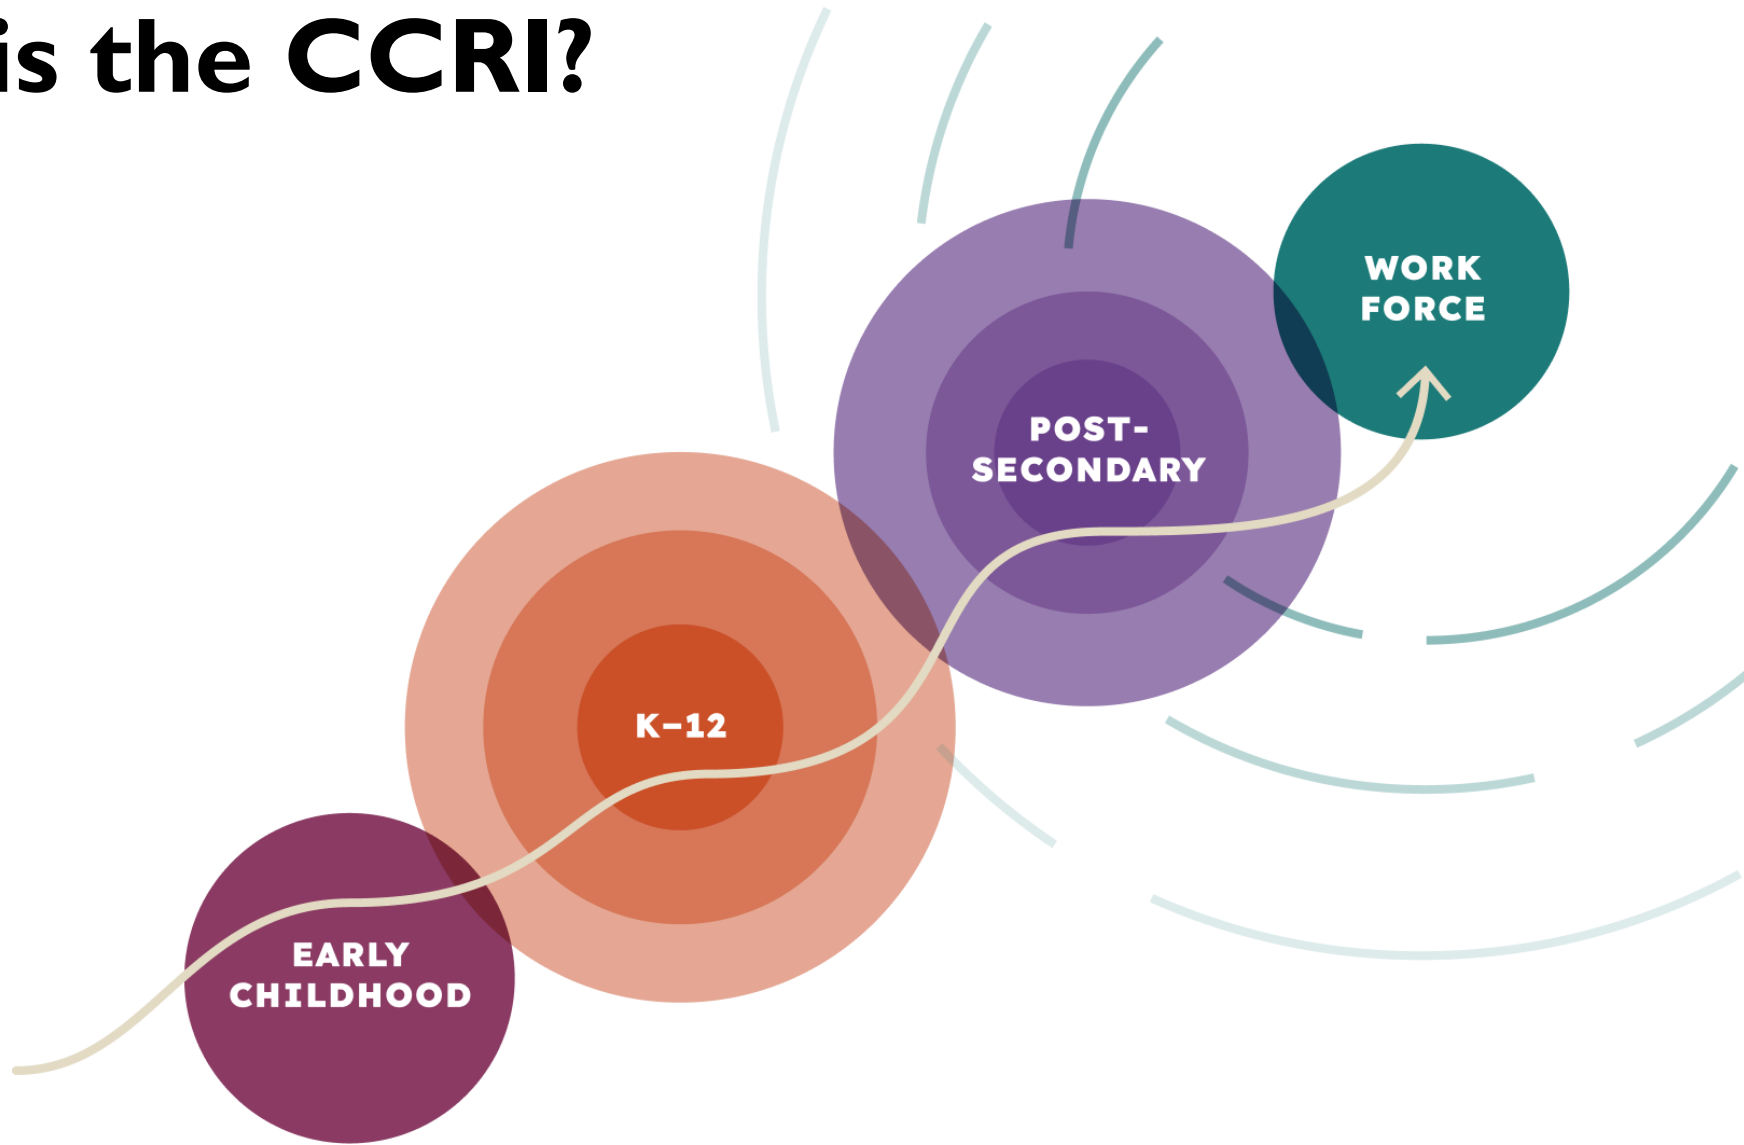 is the CCRI?
WORK
FORCE
POST-
SECONDARY
K–12
EARLY
CHILDHOOD